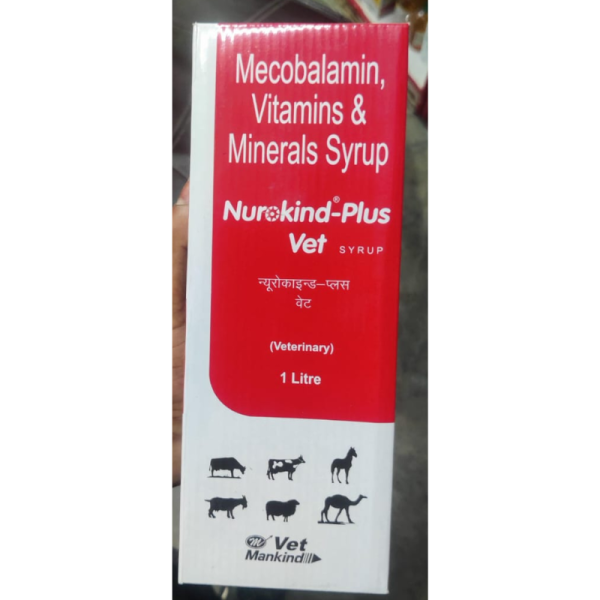 Mecobalamin,
Vitamins &
Minerals Syrup
Nurokind®-Plus
Vet SYRUP
न्यूरोकाइन्ड-प्लस
वेट
(Veterinary)
1 Litre
Vet
Mankind